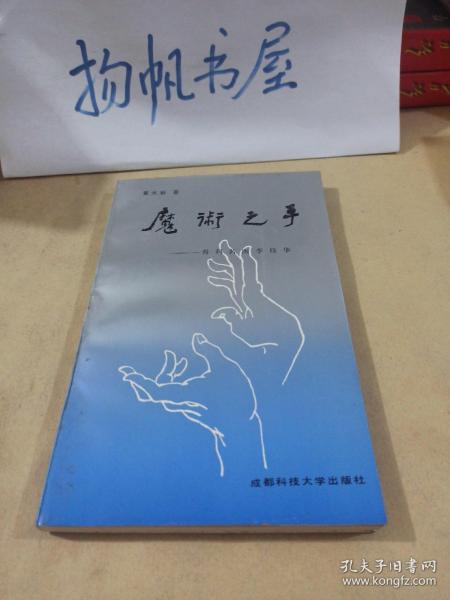 扬帆书屋
著
魔術之手
成都科技大学出版社
孔夫子旧书网
www.kongfz.com